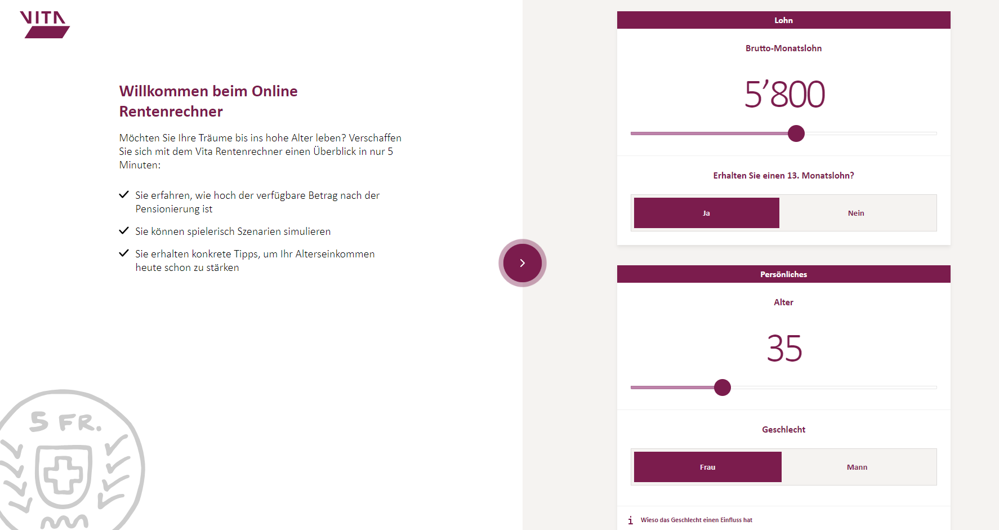 VITA
Willkommen beim Online
Rentenrechner
Möchten Sie Ihre Träume bis ins hohe Alter leben? Verschaffen
Sie sich mit dem Vita Rentenrechner einen Überblick in nur 5
Minuten:
Sie erfahren, wie hoch der verfügbare Betrag nach der
Pensionierung ist
Sie können spielerisch Szenarien simulieren
Sie erhalten konkrete Tipps, um Ihr Alterseinkommen
heute schon zu stärken
5 FR.
Lohn
Brutto-Monatslohn
5’800
Erhalten Sie einen 13. Monatslohn?
Ja Nein
Persönliches
Alter
35
Geschlecht
Frau Mann
i Wieso das Geschlecht einen Einfluss hat